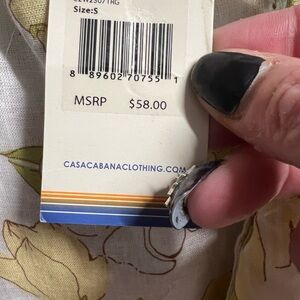 Size:S
8 89602 70755 1
MSRP $58.00
CASACABANACLOTHING.COM